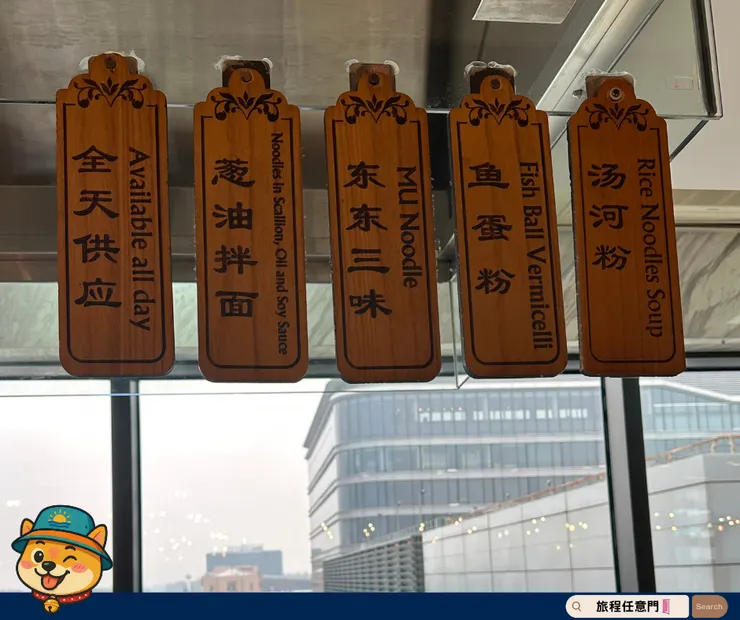 全天供应
Available all day
葱油拌面
Noodles in Scallion, Oil and Soy Sauce
东东三味
MU Noodle
鱼蛋粉
Fish Ball Vermicelli
汤河粉
Rice Noodles Soup
旅程任意門
Search